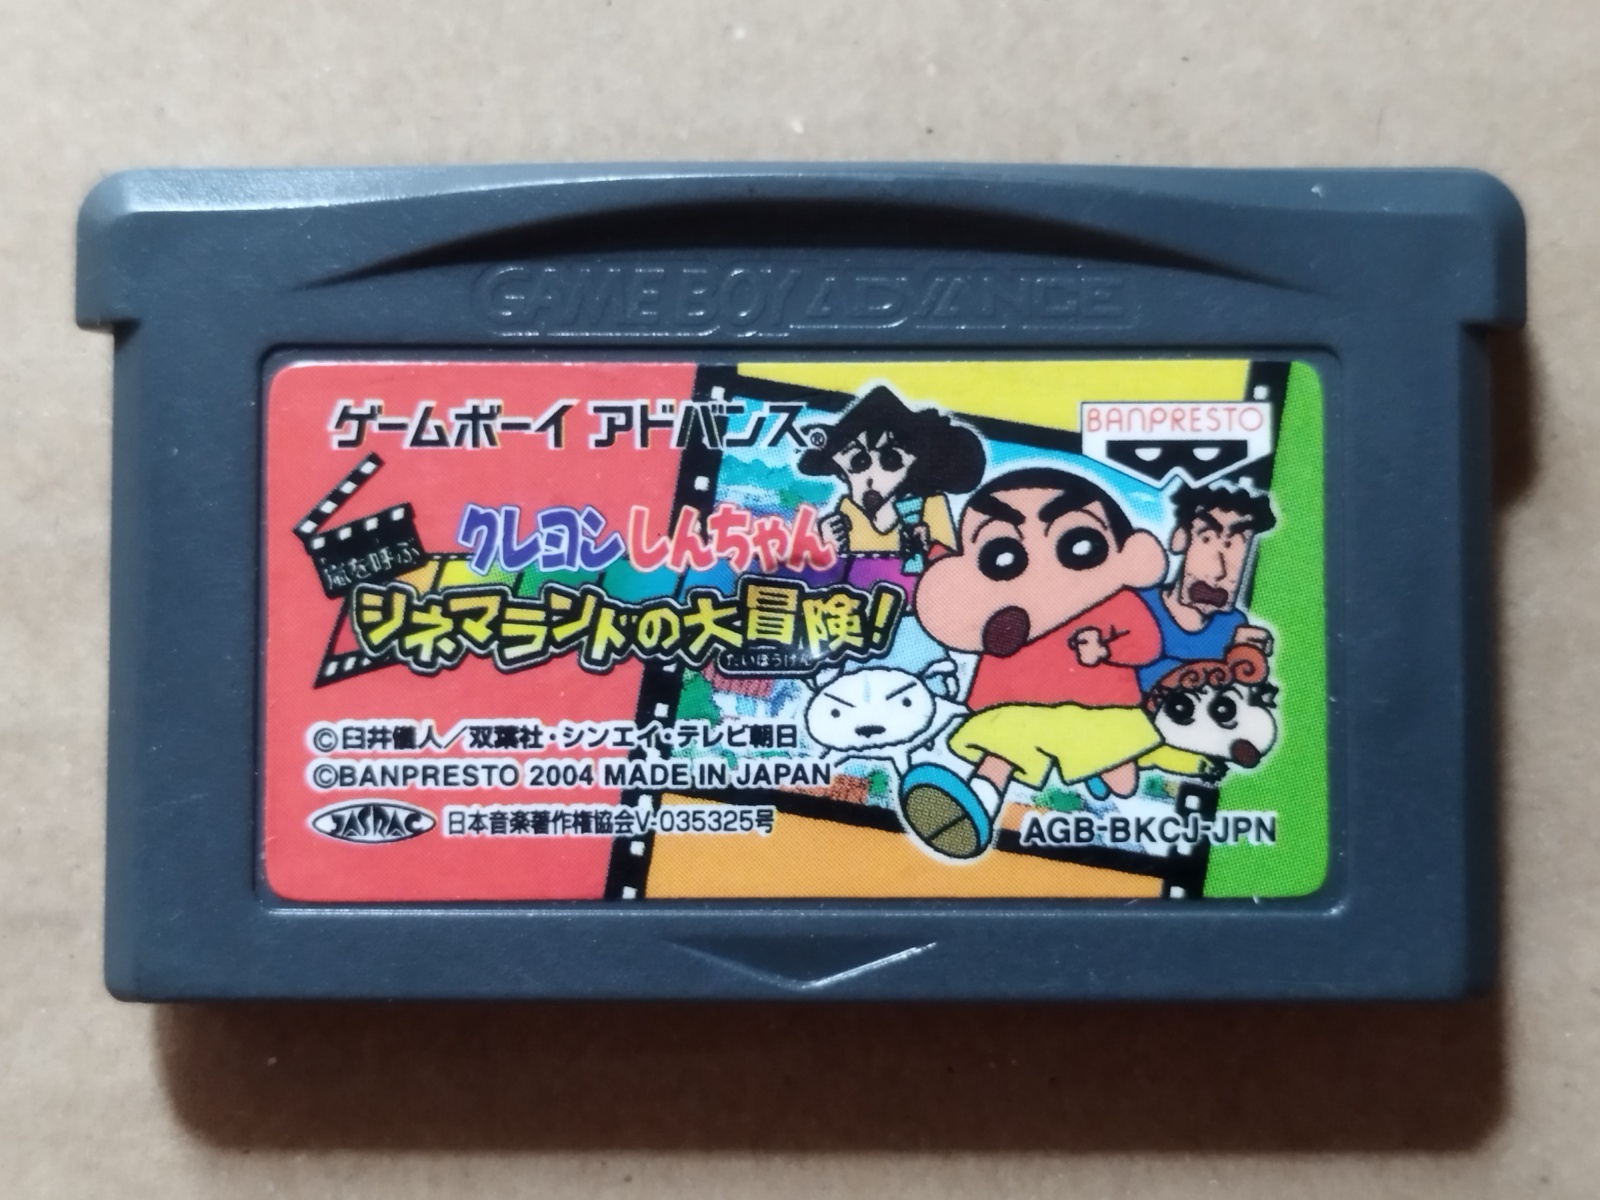 GAME BOY ADVANCE
ゲームボーイ アドバンス®
BANPRESTO
嵐を呼ぶ
クレヨンしんちゃん
シネマランドの大冒険!
だいぼうけん
©臼井儀人／双葉社・シンエイ・テレビ朝日
©BANPRESTO 2004 MADE IN JAPAN
JASRAC 日本音楽著作権協会V-035325号
AGB-BKCJ-JPN